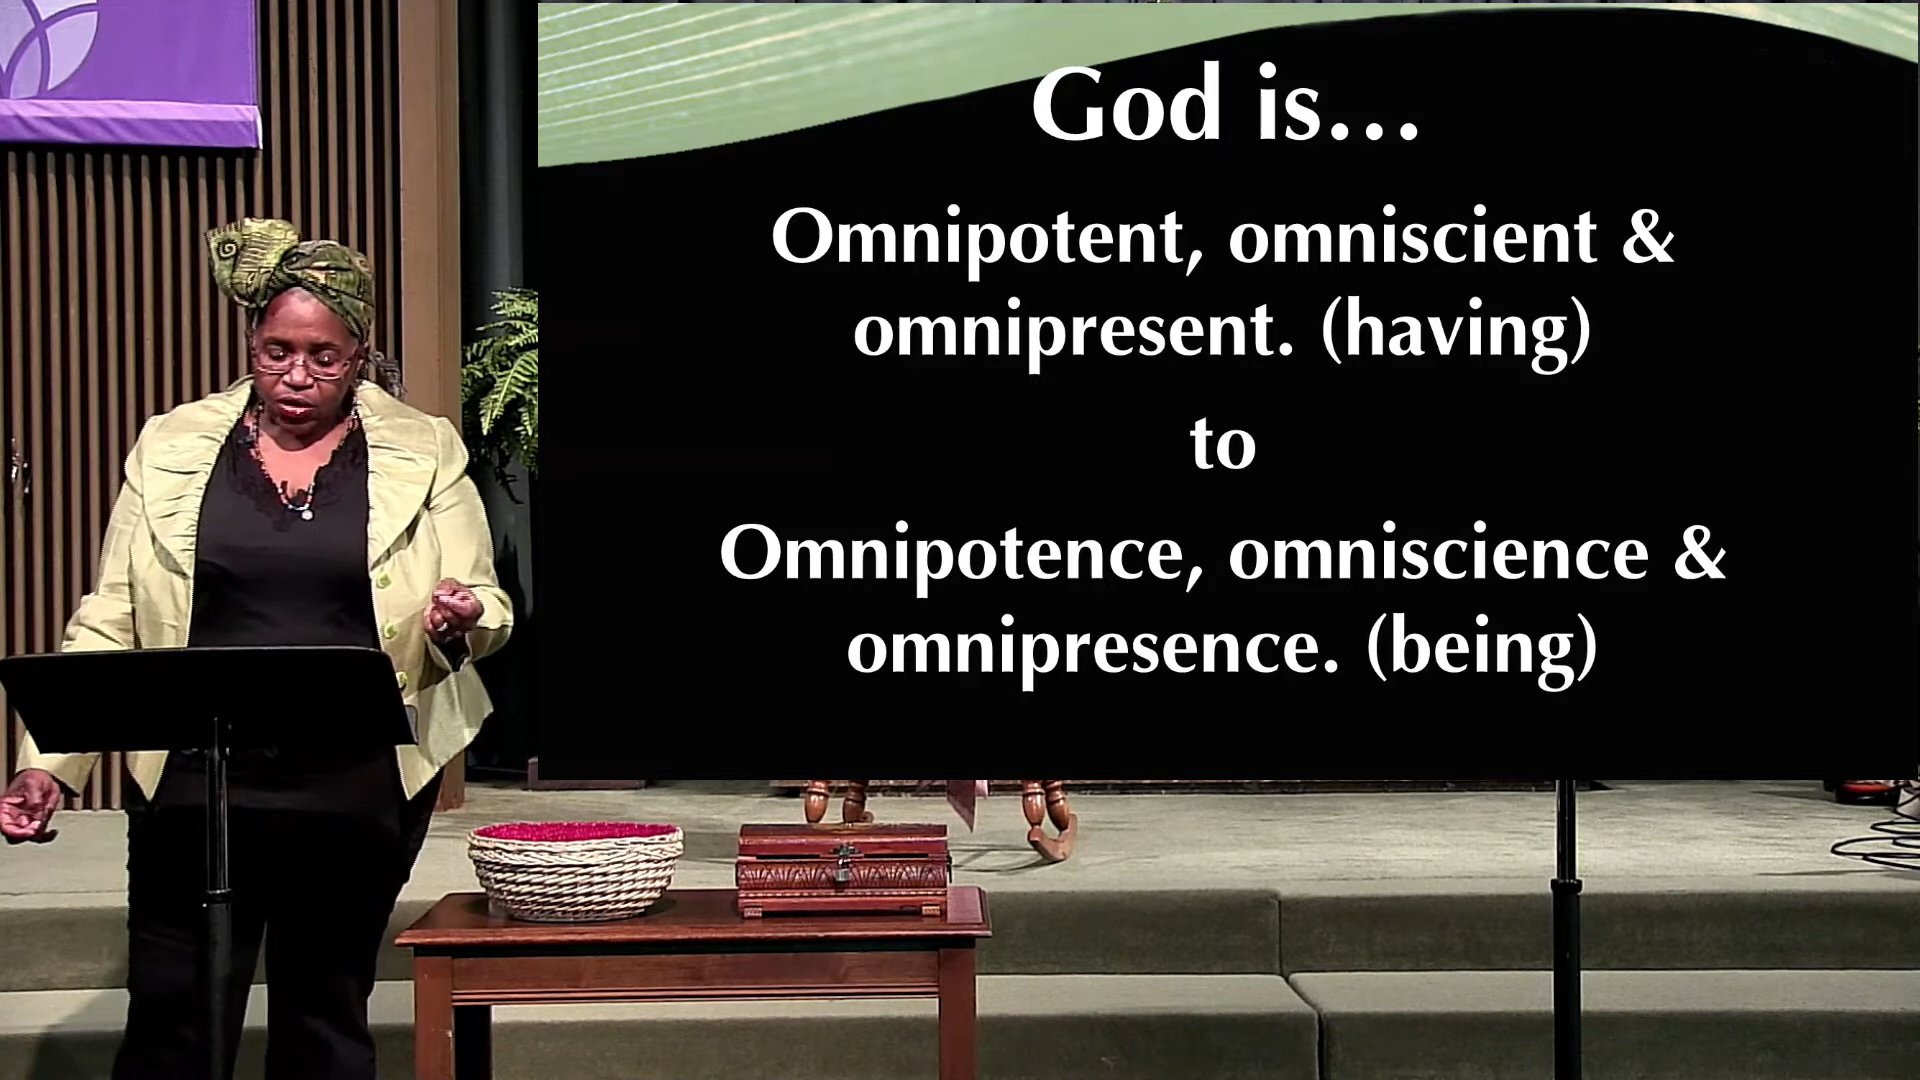 God is…
Omnipotent, omniscient &
omnipresent. (having)
to
Omnipotence, omniscience &
omnipresence. (being)